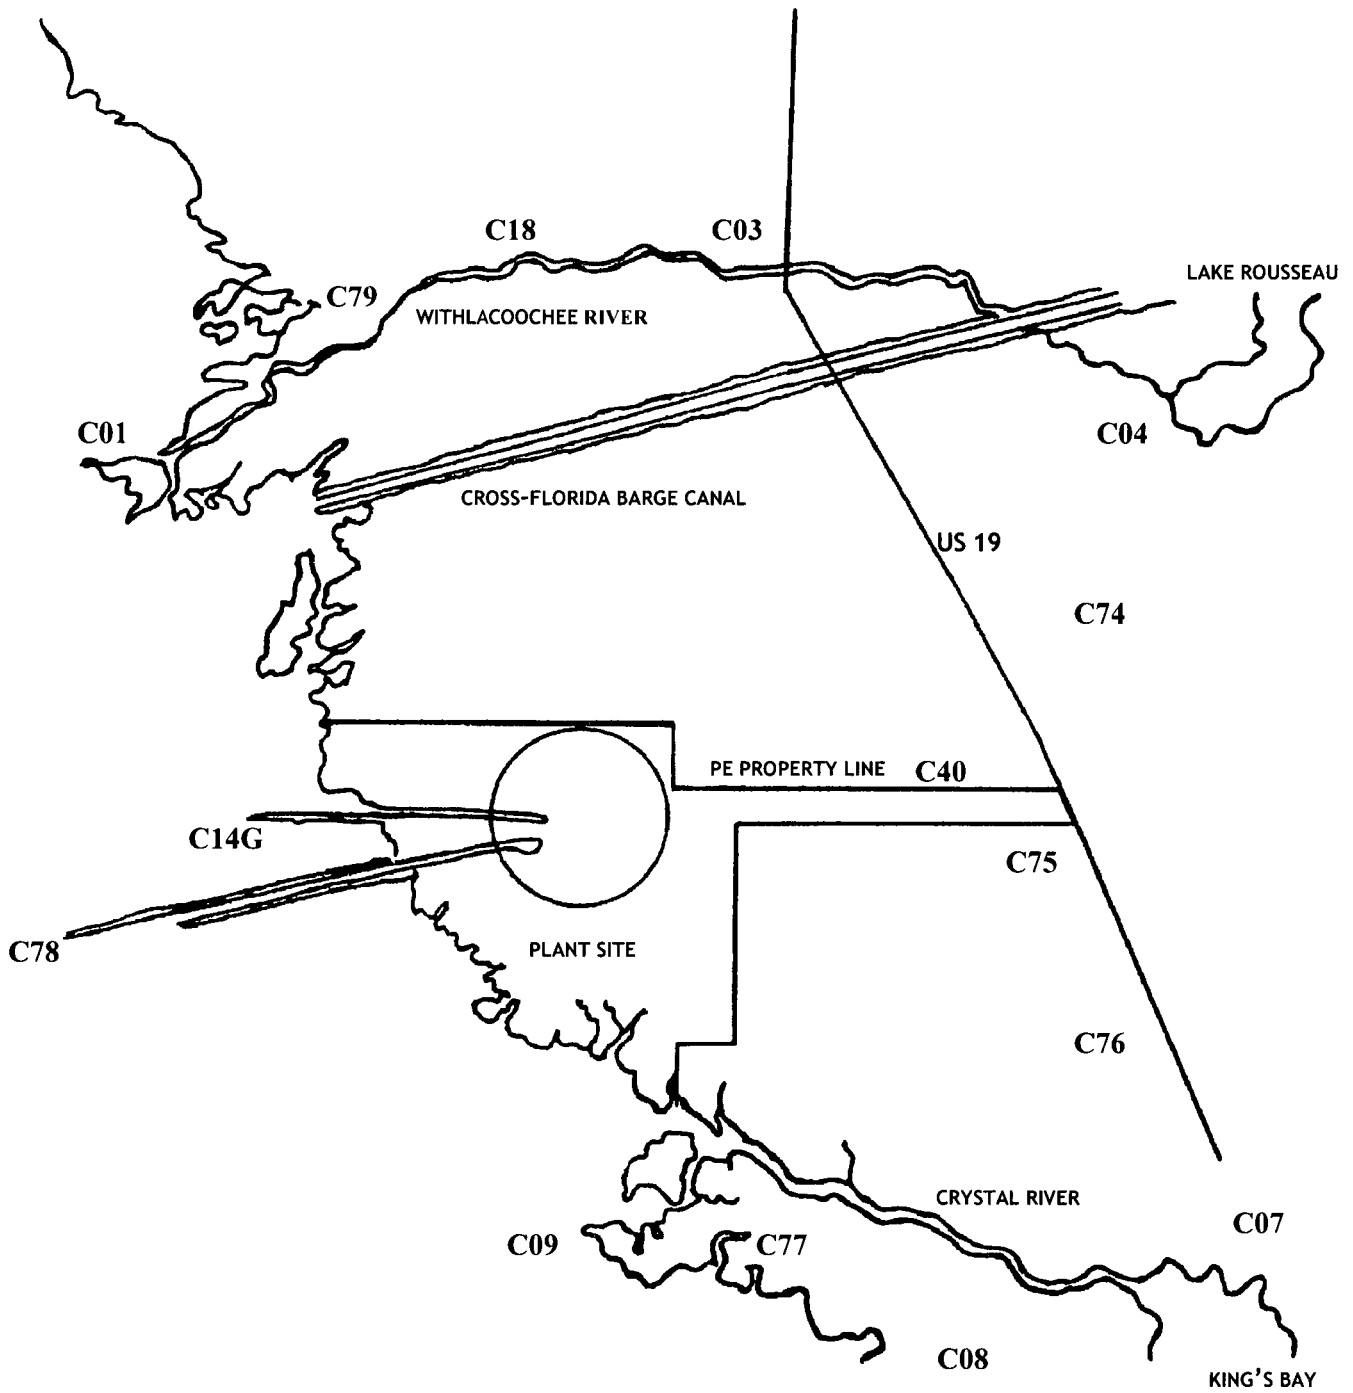 C18
C03
LAKE ROUSSEAU
C79
WITHLACOOCHEE RIVER
C01
C04
CROSS-FLORIDA BARGE CANAL
US 19
C74
PE PROPERTY LINE
C40
C14G
C75
C78
PLANT SITE
C76
CRYSTAL RIVER
C07
C09
C77
C08
KING'S BAY